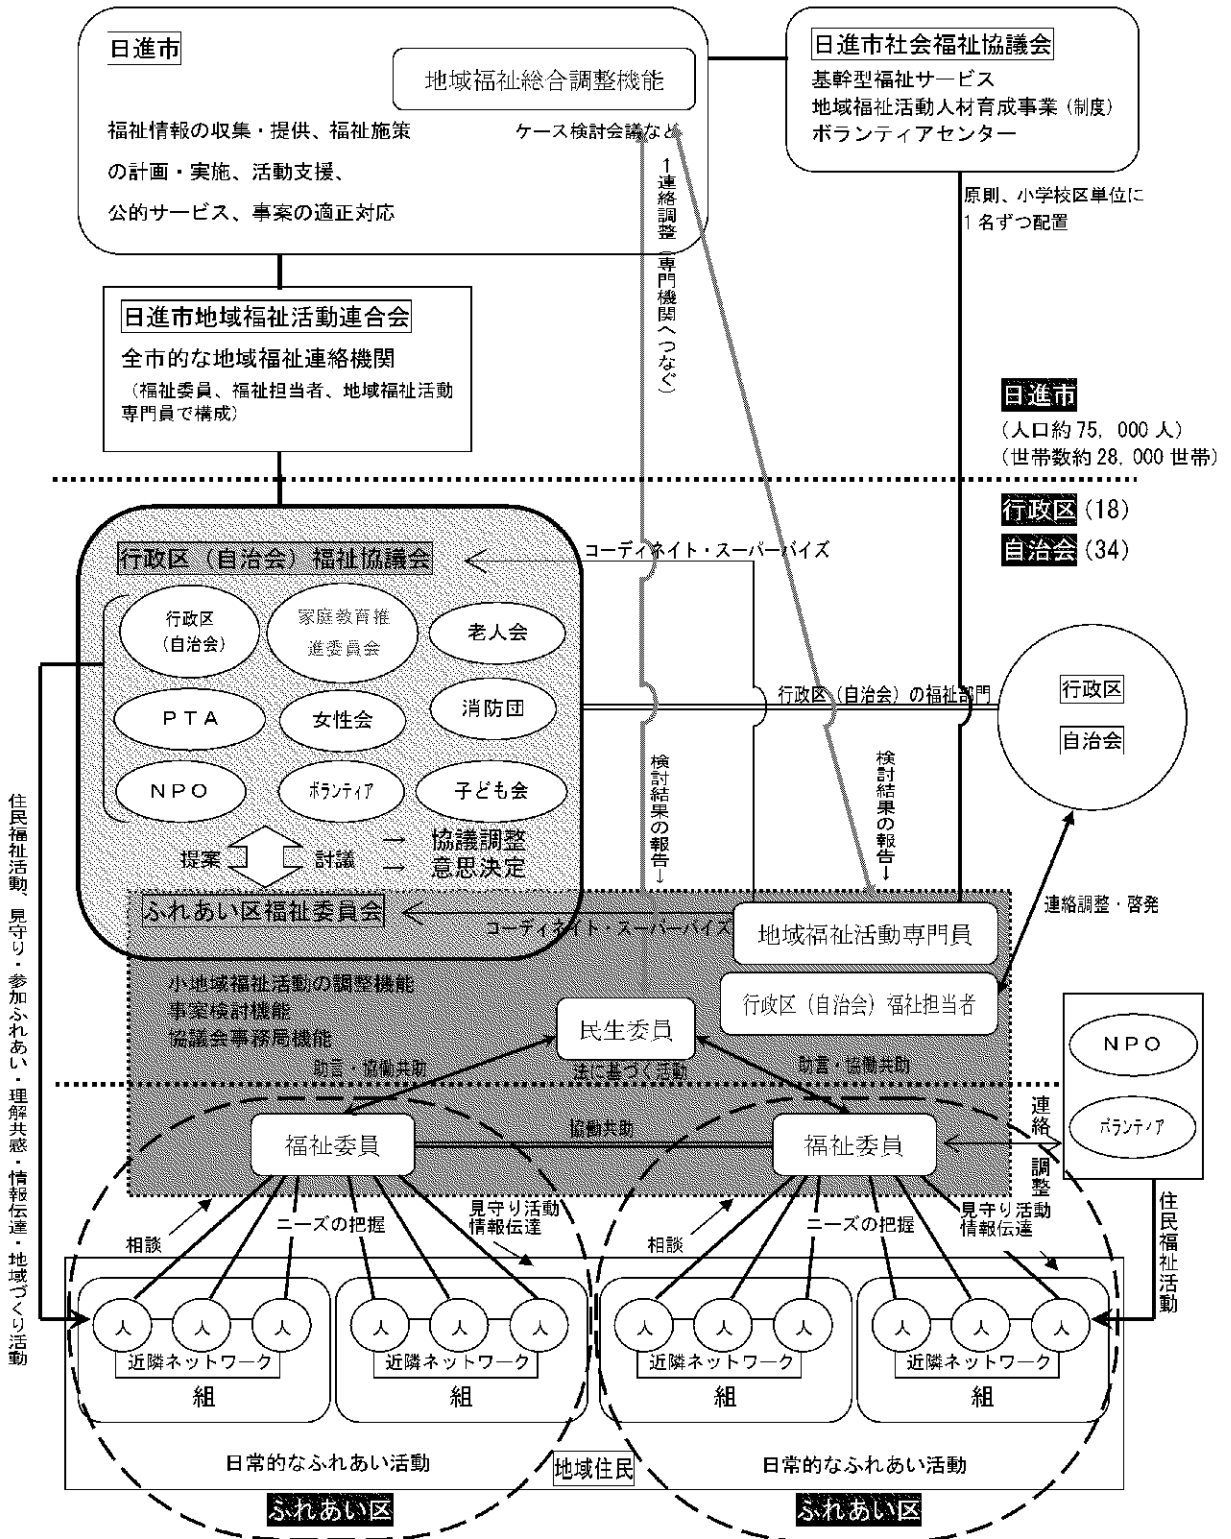 日進市
地域福祉総合調整機能
福祉情報の収集・提供、福祉施策
の計画・実施、活動支援、
公的サービス、事案の適正対応
ケース検討会議など
日進市社会福祉協議会
基幹型福祉サービス
地域福祉活動人材育成事業（制度）
ボランティアセンター
↑連絡調整（専門機関へつなぐ）
原則、小学校区単位に
1名ずつ配置
日進市地域福祉活動連合会
全市的な地域福祉連絡機関
（福祉委員、福祉担当者、地域福祉活動
専門員で構成）
日進市
（人口約75,000人）
（世帯数約28,000世帯）
行政区（18）
自治会（34）
行政区（自治会）福祉協議会
コーディネイト・スーパーバイズ
行政区
（自治会）
家庭教育推
進委員会
老人会
PTA
女性会
消防団
NPO
ボランティア
子ども会
行政区（自治会）の福祉部門
行政区
自治会
検討結果の報告→
検討結果の報告→
提案
討議
→ 協議調整
→ 意思決定
ふれあい区福祉委員会
コーディネイト・スーパーバイズ
地域福祉活動専門員
行政区（自治会）福祉担当者
連絡調整・啓発
小地域福祉活動の調整機能
事案検討機能
協議会事務局機能
民生委員
法に基づく活動
助言・協働共助
助言・協働共助
NPO
ボランティア
福祉委員
協働共助
福祉委員
連絡 調整
住民福祉活動、見守り・参加ふれあい・理解共感・情報伝達・地域づくり活動
相談
ニーズの把握
見守り活動
情報伝達
相談
ニーズの把握
見守り活動
情報伝達
住民福祉活動
人 人 人
近隣ネットワーク
組
人 人 人
近隣ネットワーク
組
人 人 人
近隣ネットワーク
組
人 人 人
近隣ネットワーク
組
日常的なふれあい活動
地域住民
日常的なふれあい活動
ふれあい区
ふれあい区